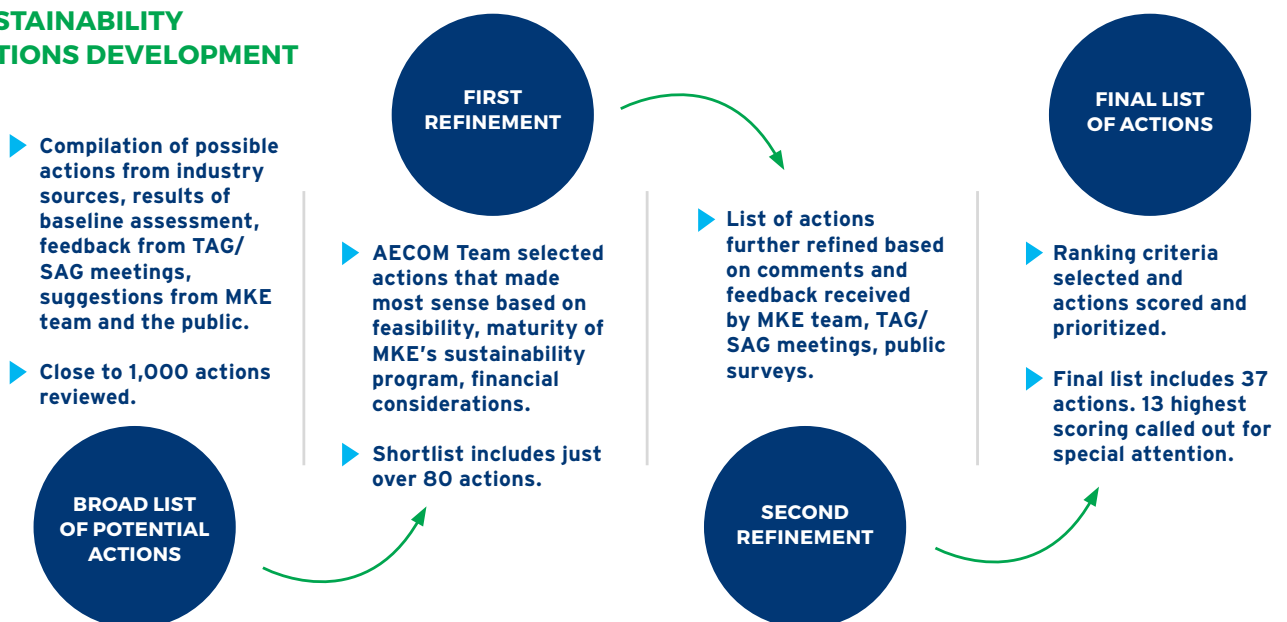 STAINABILITY
TIONS DEVELOPMENT
Compilation of possible
actions from industry
sources, results of
baseline assessment,
feedback from TAG/
SAG meetings,
suggestions from MKE
team and the public.
Close to 1,000 actions
reviewed.
BROAD LIST
OF POTENTIAL
ACTIONS
FIRST
REFINEMENT
AECOM Team selected
actions that made
most sense based on
feasibility, maturity of
MKE's sustainability
program, financial
considerations.
Shortlist includes just
over 80 actions.
List of actions
further refined based
on comments and
feedback received
by MKE team, TAG/
SAG meetings, public
surveys.
SECOND
REFINEMENT
FINAL LIST
OF ACTIONS
Ranking criteria
selected and
actions scored and
prioritized.
Final list includes 37
actions. 13 highest
scoring called out for
special attention.